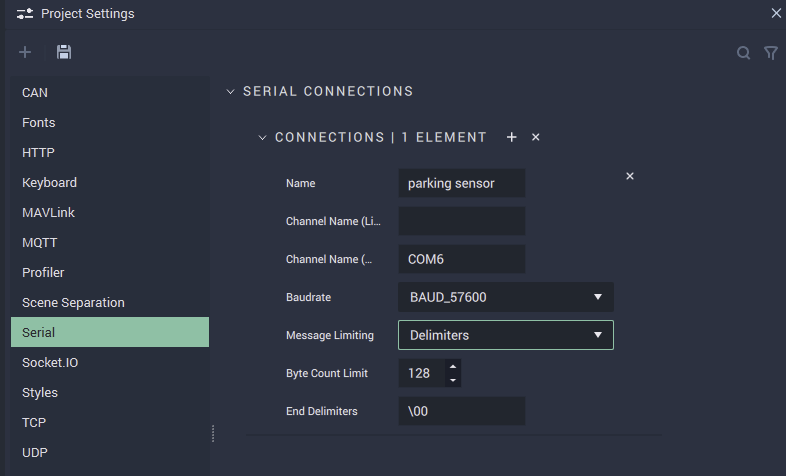 Project Settings
CAN
Fonts
HTTP
Keyboard
MAVLink
MQTT
Profiler
Scene Separation
Serial
Socket.IO
Styles
TCP
UDP
SERIAL CONNECTIONS
CONNECTIONS | 1 ELEMENT
Name parking sensor
Channel Name (Li...
Channel Name (... COM6
Baudrate BAUD_57600
Message Limiting Delimiters
Byte Count Limit 128
End Delimiters \00